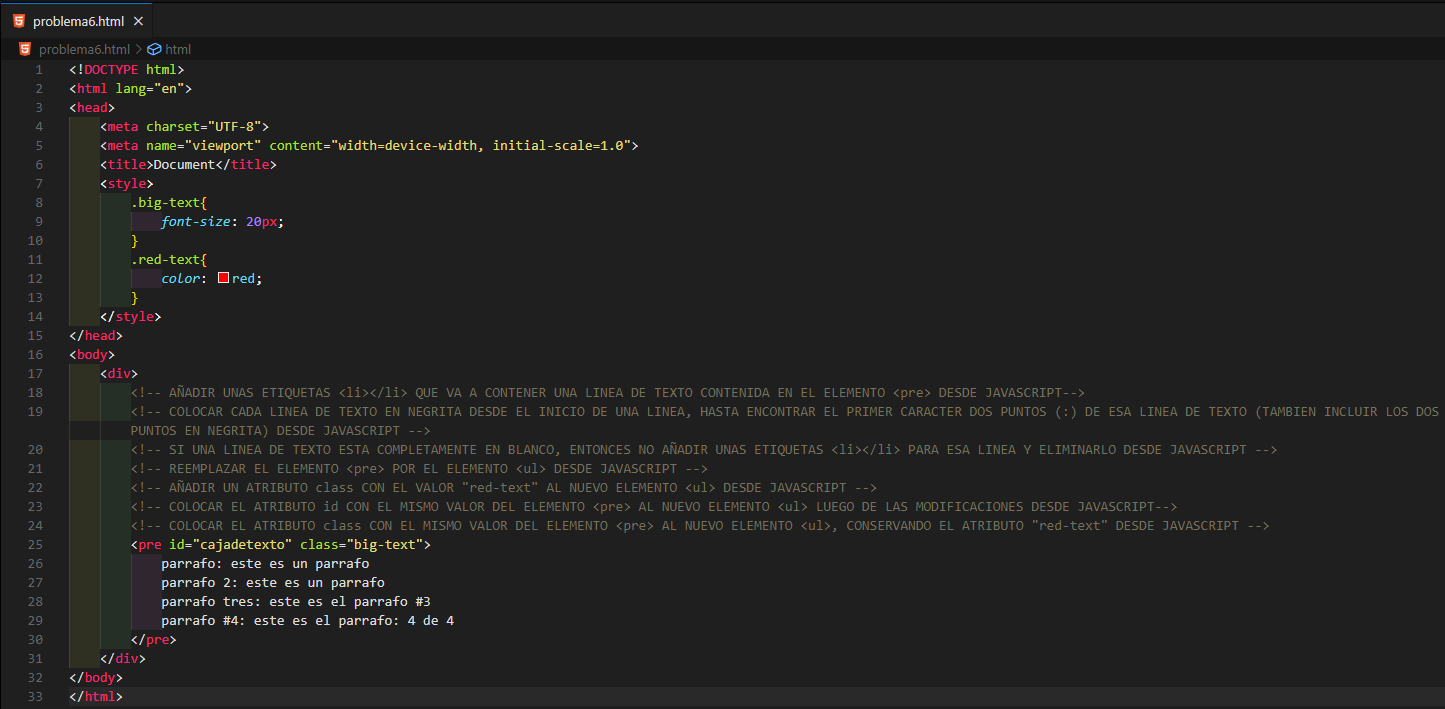 problema6.html
problema6.html > html
1 <!DOCTYPE html>
2 <html lang="en">
3 <head>
4 <meta charset="UTF-8">
5 <meta name="viewport" content="width=device-width, initial-scale=1.0">
6 <title>Document</title>
7 <style>
8 .big-text{
9 font-size: 20px;
10 }
11 .red-text{
12 color: red;
13 }
14 </style>
15 </head>
16 <body>
17 <div>
18 <!-- AÑADIR UNAS ETIQUETAS <li></li> QUE VA A CONTENER UNA LINEA DE TEXTO CONTENIDA EN EL ELEMENTO <pre> DESDE JAVASCRIPT-->
19 <!-- COLOCAR CADA LINEA DE TEXTO EN NEGRITA DESDE EL INICIO DE UNA LINEA, HASTA ENCONTRAR EL PRIMER CARACTER DOS PUNTOS (:) DE ESA LINEA DE TEXTO (TAMBIEN INCLUIR LOS DOS
PUNTOS EN NEGRITA) DESDE JAVASCRIPT -->
20 <!-- SI UNA LINEA DE TEXTO ESTA COMPLETAMENTE EN BLANCO, ENTONCES NO AÑADIR UNAS ETIQUETAS <li></li> PARA ESA LINEA Y ELIMINARLO DESDE JAVASCRIPT -->
21 <!-- REEMPLAZAR EL ELEMENTO <pre> POR EL ELEMENTO <ul> DESDE JAVASCRIPT -->
22 <!-- AÑADIR UN ATRIBUTO class CON EL VALOR "red-text" AL NUEVO ELEMENTO <ul> DESDE JAVASCRIPT -->
23 <!-- COLOCAR EL ATRIBUTO id CON EL MISMO VALOR DEL ELEMENTO <pre> AL NUEVO ELEMENTO <ul> LUEGO DE LAS MODIFICACIONES DESDE JAVASCRIPT-->
24 <!-- COLOCAR EL ATRIBUTO class CON EL MISMO VALOR DEL ELEMENTO <pre> AL NUEVO ELEMENTO <ul>, CONSERVANDO EL ATRIBUTO "red-text" DESDE JAVASCRIPT -->
25 <pre id="cajadetexto" class="big-text">
26 parrafo: este es un parrafo
27 parrafo 2: este es un parrafo
28 parrafo tres: este es el parrafo #3
29 parrafo #4: este es el parrafo: 4 de 4
30 </pre>
31 </div>
32 </body>
33 </html>